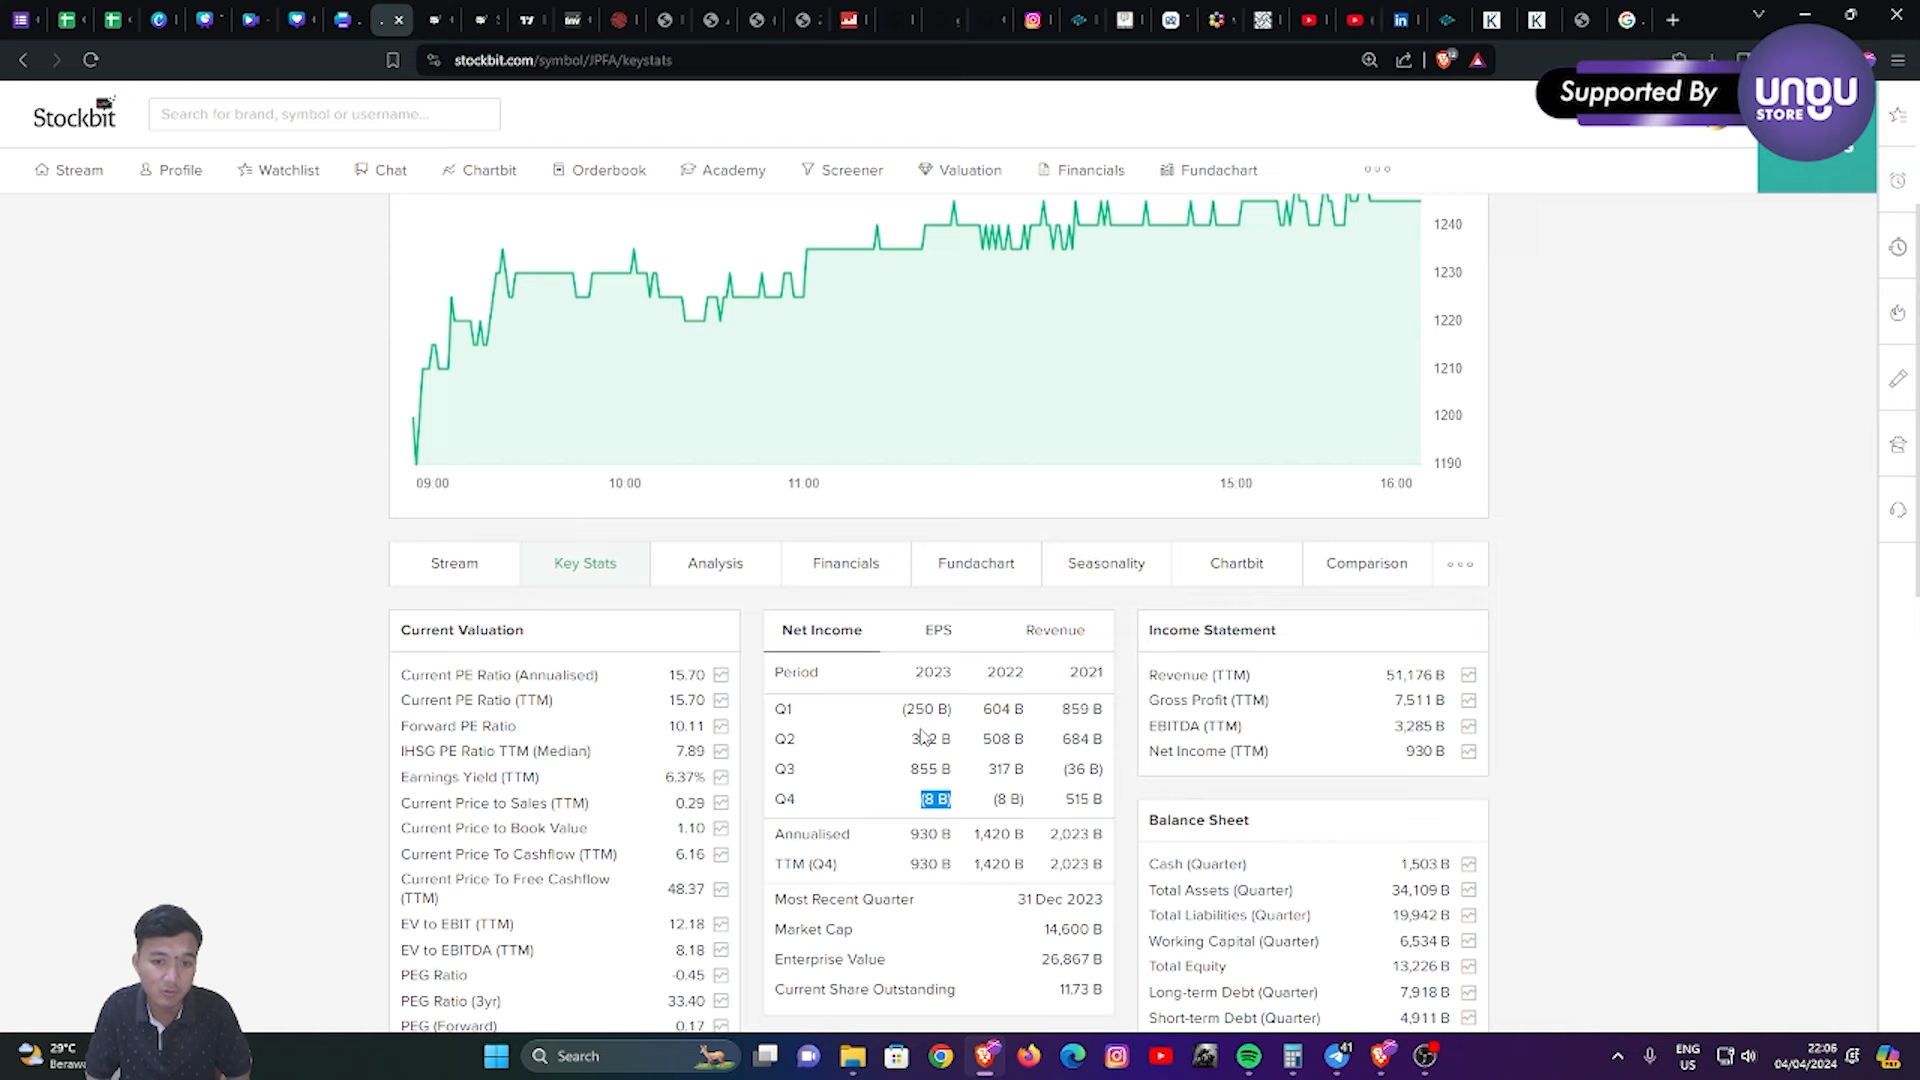 stockbit.com/symbol/JPFA/keystats
Supported By
UNGU
STORE
Stockbit
Search for brand, symbol or username...
Stream
Profile
Watchlist
Chat
Chartbit
Orderbook
Academy
Screener
Valuation
Financials
Fundachart
1240
1230
1220
1210
1200
1190
09:00 10:00 11:00 15:00 16:00
Stream
Key Stats
Analysis
Financials
Fundachart
Seasonality
Chartbit
Comparison
Current Valuation
Current PE Ratio (Annualised) 15.70
Current PE Ratio (TTM) 15.70
Forward PE Ratio 10.11
IHSG PE Ratio TTM (Median) 7.89
Earnings Yield (TTM) 6.37%
Current Price to Sales (TTM) 0.29
Current Price to Book Value 1.10
Current Price To Cashflow (TTM) 6.16
Current Price To Free Cashflow
(TTM) 48.37
EV to EBIT (TTM) 12.18
EV to EBITDA (TTM) 8.18
PEG Ratio -0.45
PEG Ratio (3yr) 33.40
PEG (Forward) 0.17
Net Income EPS Revenue
Period 2023 2022 2021
Q1 (250 B) 604 B 859 B
Q2 B 508 B 684 B
Q3 855 B 317 B (36 B)
Q4 (8 B) (8 B) 515 B
Annualised 930 B 1,420 B 2,023 B
TTM (Q4) 930 B 1,420 B 2,023 B
Most Recent Quarter 31 Dec 2023
Market Cap 14,600 B
Enterprise Value 26,867 B
Current Share Outstanding 11.73 B
Income Statement
Revenue (TTM) 51,176 B
Gross Profit (TTM) 7,511 B
EBITDA (TTM) 3,285 B
Net Income (TTM) 930 B
Balance Sheet
Cash (Quarter) 1,503 B
Total Assets (Quarter) 34,109 B
Total Liabilities (Quarter) 19,942 B
Working Capital (Quarter) 6,534 B
Total Equity 13,226 B
Long-term Debt (Quarter) 7,918 B
Short-term Debt (Quarter) 4,911 B
29°C
Beraw
Search
41
ENG
US
22:06
04/04/2024